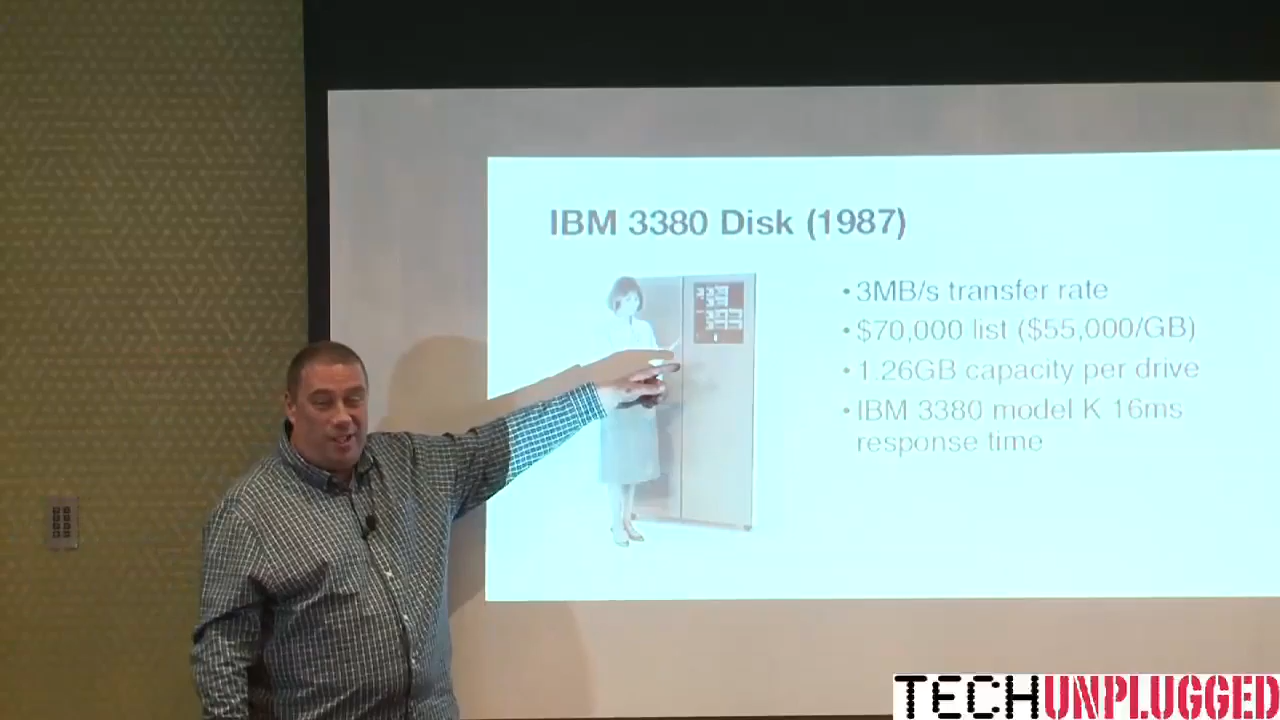 IBM 3380 Disk (1987)
•3MB/s transfer rate
•$70,000 list ($55,000/GB)
•1.26GB capacity per drive
•IBM 3380 model K 16ms
response time
TECHUNPLUGGED